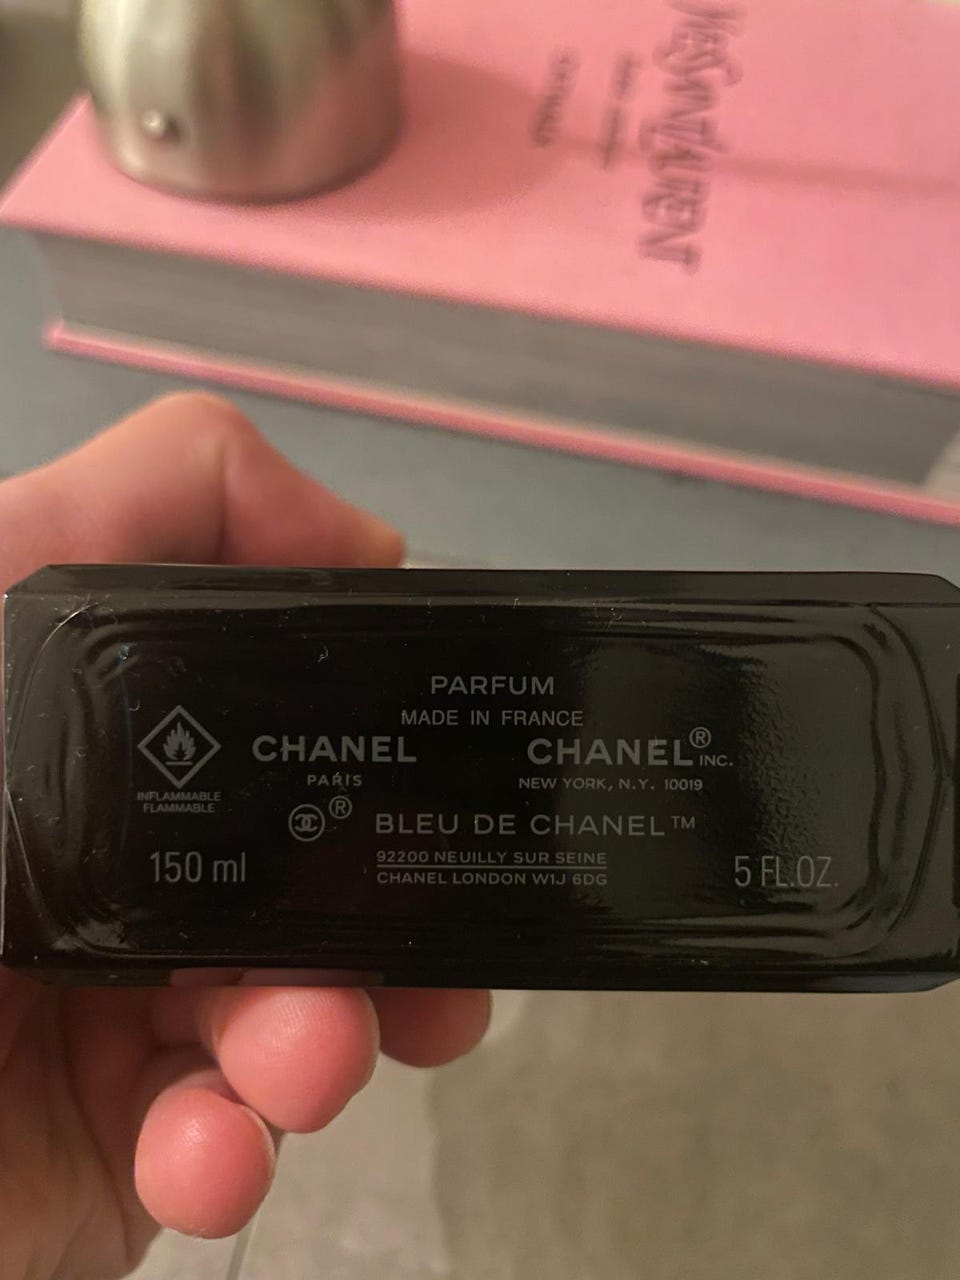 YVES SAINT LAURENT
PARFUM
MADE IN FRANCE
CHANEL
PARIS
CHANEL® INC.
NEW YORK, N.Y. 10019
INFLAMMABLE
FLAMMABLE
®
BLEU DE CHANEL™
150 ml
92200 NEUILLY SUR SEINE
CHANEL LONDON W1J 6DG
5 FL.OZ.